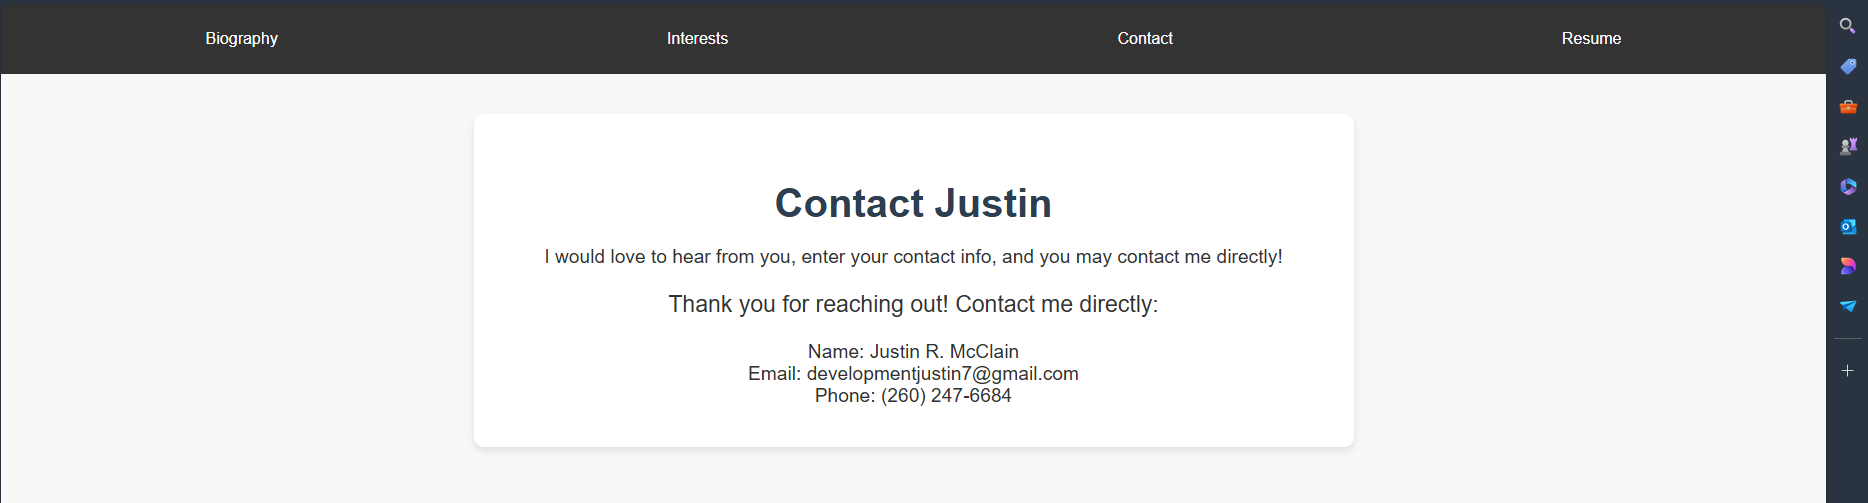 Biography
Interests
Contact
Resume
Contact Justin
I would love to hear from you, enter your contact info, and you may contact me directly!
Thank you for reaching out! Contact me directly:
Name: Justin R. McClain
Email: developmentjustin7@gmail.com
Phone: (260) 247-6684